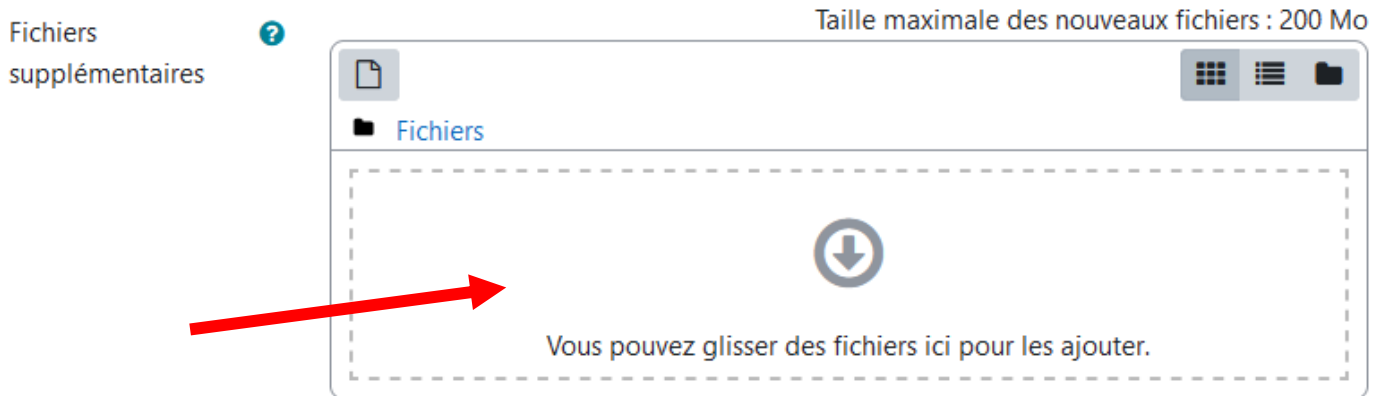 Taille maximale des nouveaux fichiers : 200 Mo
Fichiers
supplémentaires
Fichiers
Vous pouvez glisser des fichiers ici pour les ajouter.